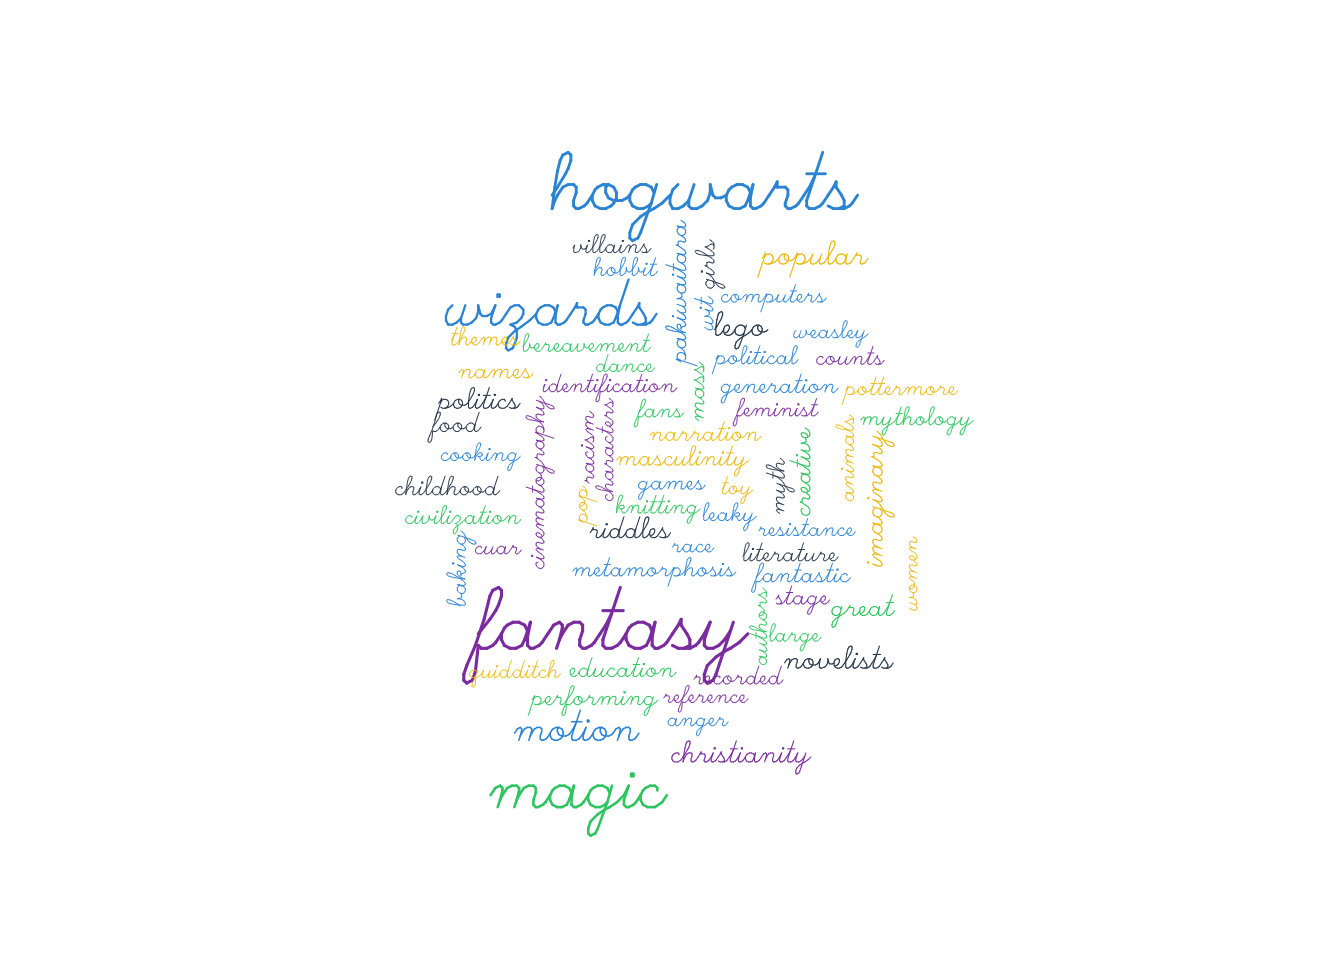 hogwarts
villains
hobbit
pakiwaitara
girls
popular
wizards
wit
computers
lego
weasley
themes
bereavement
dance
political
counts
names
identification
mass
generation
pottermore
politics
food
cinematography
racism
characters
fans
feminist
mythology
narration
cooking
masculinity
creative
animals
imaginary
childhood
games
toy
myth
pop
knitting
leaky
civilization
riddles
resistance
cuar
race
literature
baking
metamorphosis
fantastic
women
fantasy
stage
great
authors
large
novelists
quidditch
education
recorded
performing
reference
motion
anger
christianity
magic